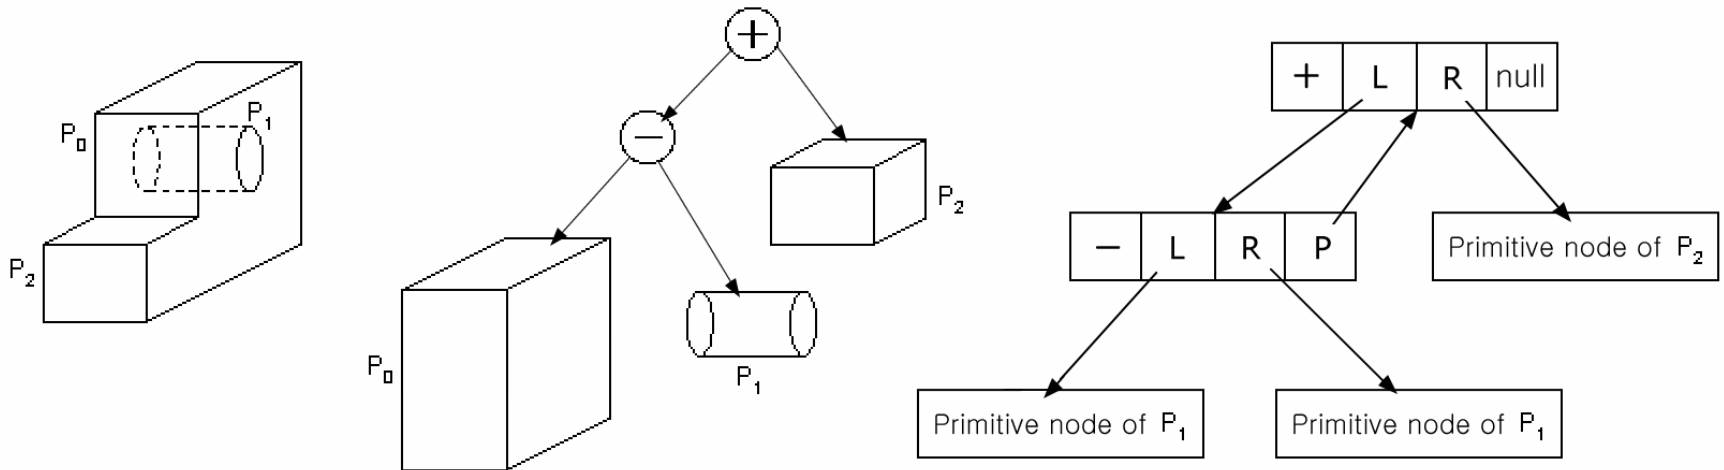 P0
P1
P2
+
−
P2
P0
P1
+ L R null
− L R P
Primitive node of P2
Primitive node of P1
Primitive node of P1